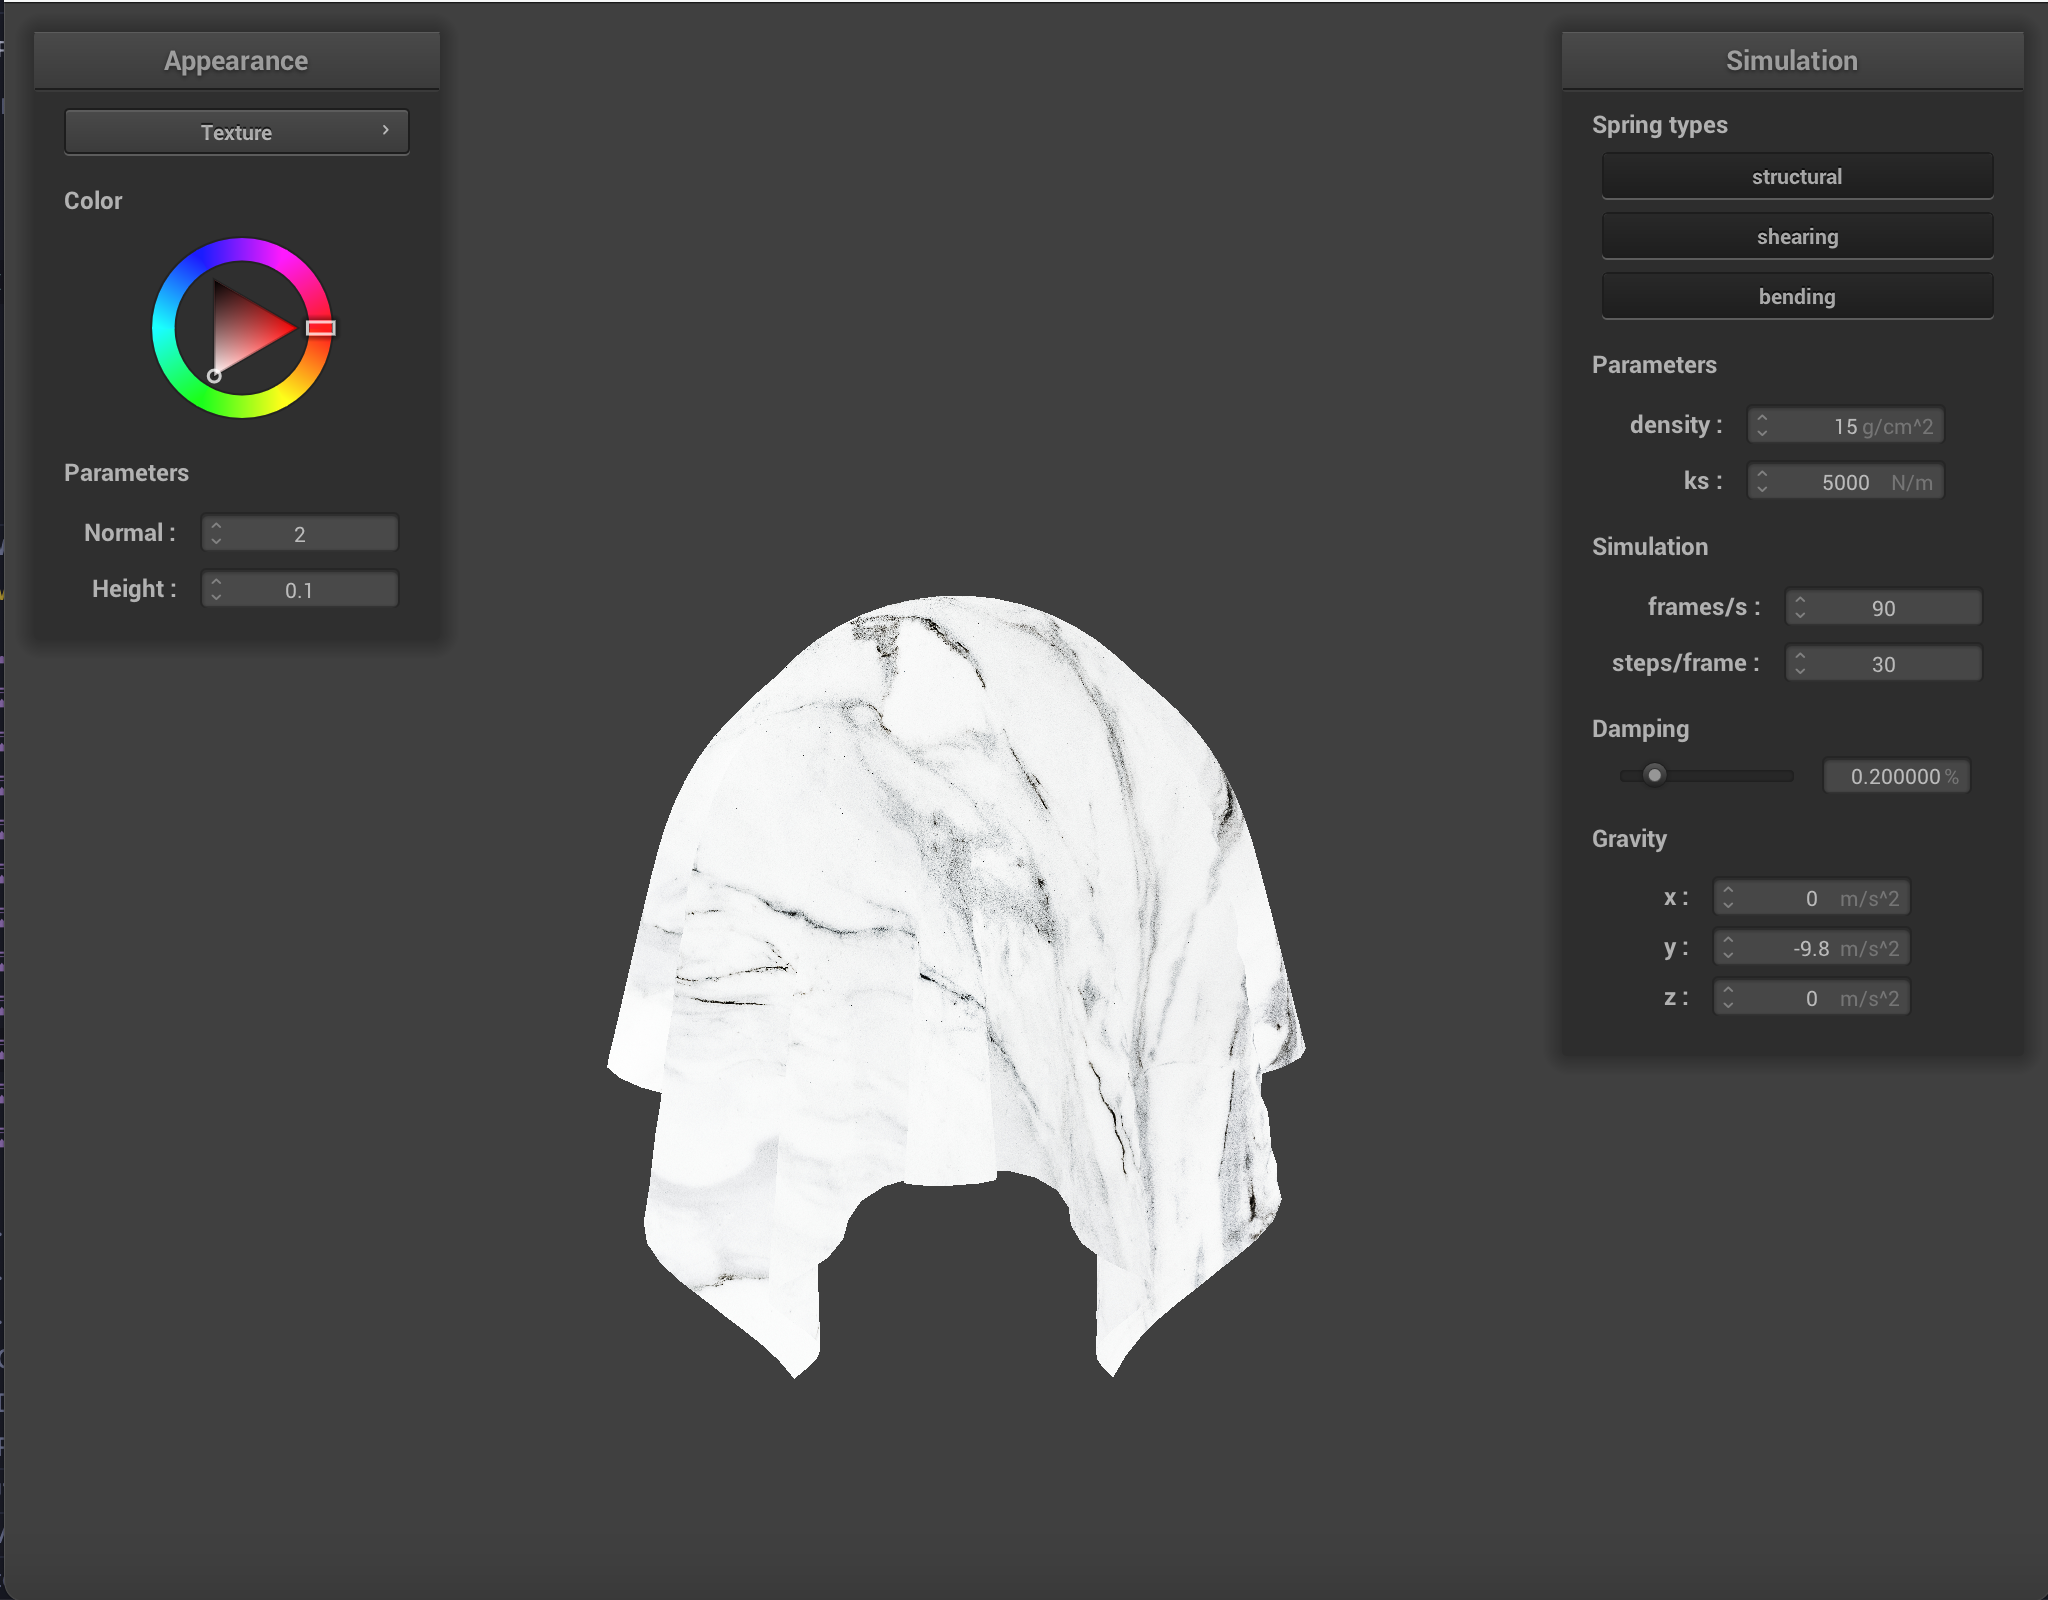 Appearance
Texture
Color
Parameters
Normal : 2
Height : 0.1
Simulation
Spring types
structural
shearing
bending
Parameters
density : 15 g/cm^2
ks : 5000 N/m
Simulation
frames/s : 90
steps/frame : 30
Damping
0.200000 %
Gravity
x : 0 m/s^2
y : -9.8 m/s^2
z : 0 m/s^2